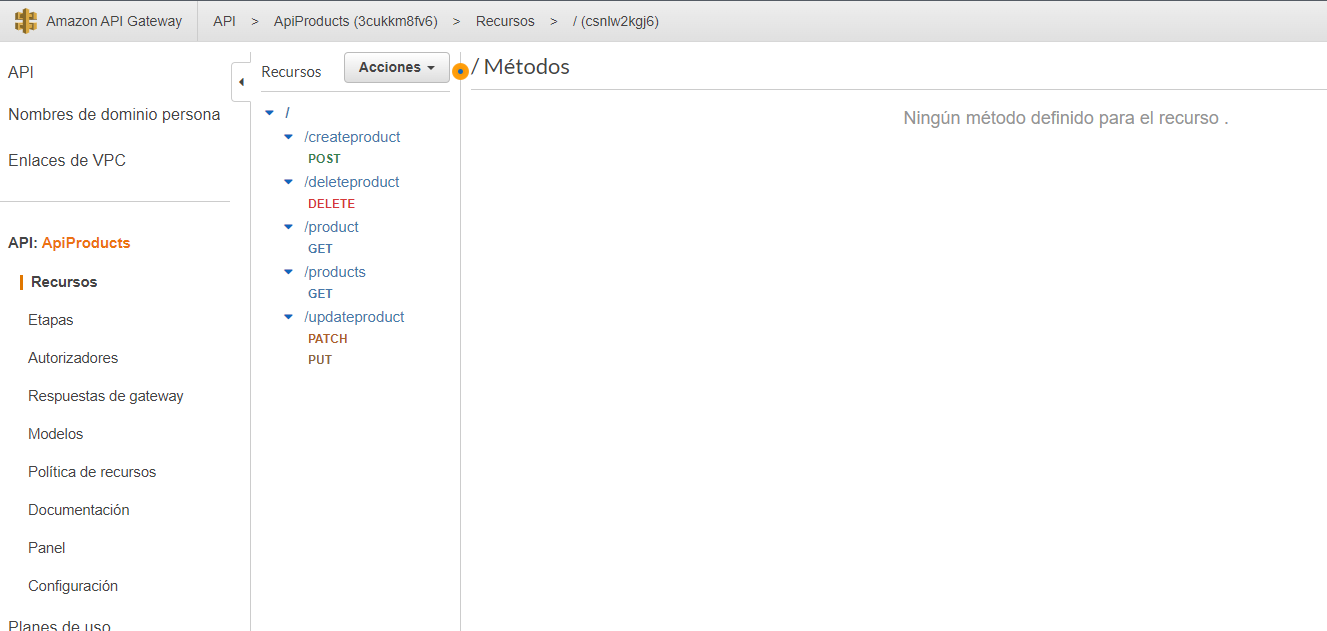 Amazon API Gateway API > ApiProducts (3cukkm8fv6) > Recursos > / (csnlw2kgj6)
API
Nombres de dominio persona
Enlaces de VPC
API: ApiProducts
Recursos
Etapas
Autorizadores
Respuestas de gateway
Modelos
Política de recursos
Documentación
Panel
Configuración
Planes de uso
Recursos Acciones
/
/createproduct
POST
/deleteproduct
DELETE
/product
GET
/products
GET
/updateproduct
PATCH
PUT
/ Métodos
Ningún método definido para el recurso .